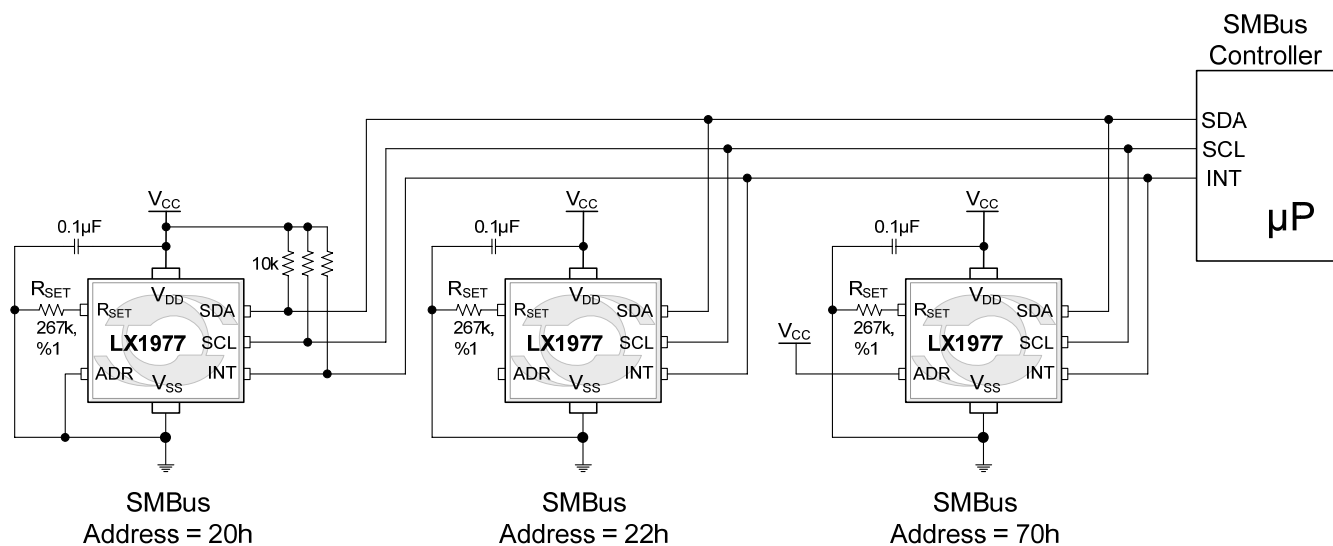 SMBus
Controller
SDA
SCL
INT
µP
VCC
0.1µF
10k
RSET
267k,
%1
VDD
RSET
SDA
LX1977
SCL
ADR
INT
VSS
SMBus
Address = 20h
VCC
0.1µF
RSET
267k,
%1
VDD
RSET
SDA
LX1977
SCL
ADR
INT
VSS
SMBus
Address = 22h
VCC
0.1µF
RSET
267k,
%1
VCC
VDD
RSET
SDA
LX1977
SCL
ADR
INT
VSS
SMBus
Address = 70h